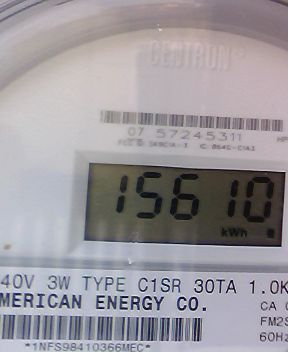 CENTRON®
07 57245311
15610
kWh
40V 3W TYPE C1SR 30TA 1.0K
MERICAN ENERGY CO.
CA
FM2S
60Hz
*1NFS98410366MEC*